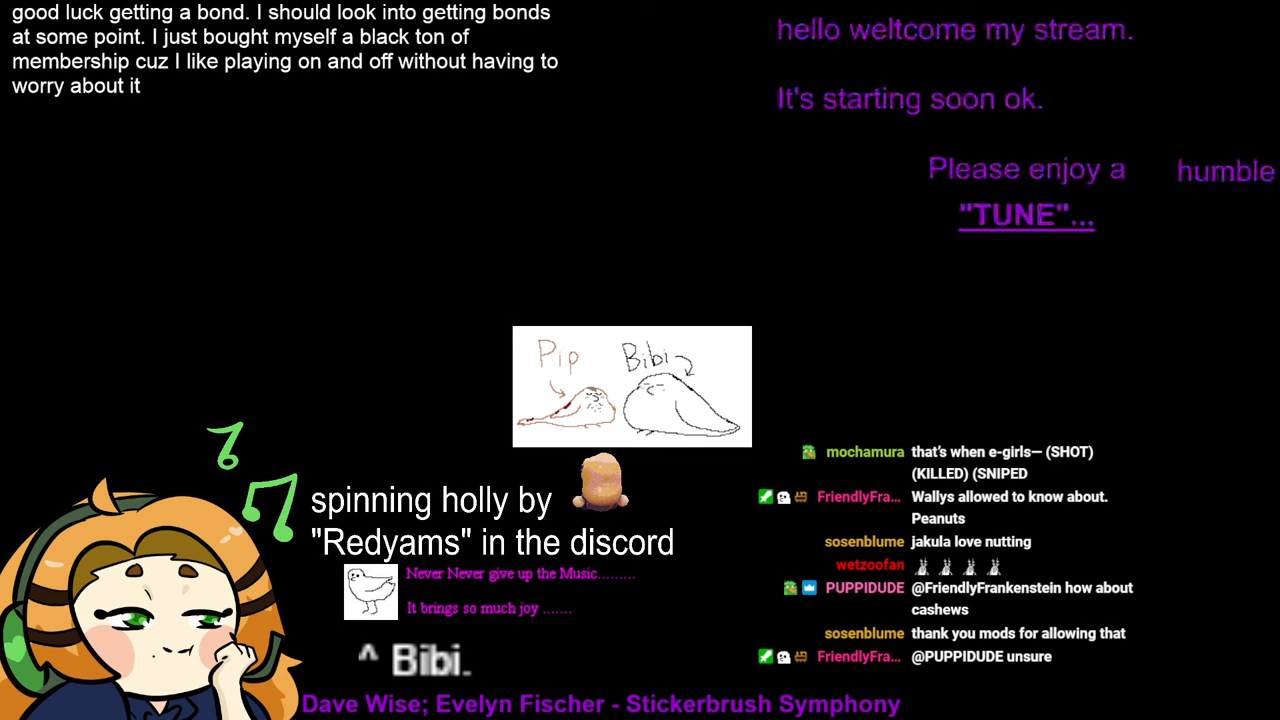 good luck getting a bond. I should look into getting bonds
at some point. I just bought myself a black ton of
membership cuz I like playing on and off without having to
worry about it
hello weltcome my stream.
It's starting soon ok.
Please enjoy a humble
"TUNE"...
Pip
Bibi
mochamura that's when e-girls— (SHOT)
(KILLED) (SNIPED
FriendlyFra... Wallys allowed to know about.
Peanuts
sosenblume jakula love nutting
wetzoofan
PUPPIDUDE @FriendlyFrankenstein how about
cashews
sosenblume thank you mods for allowing that
FriendlyFra... @PUPPIDUDE unsure
spinning holly by
"Redyams" in the discord
Never Never give up the Music.........
It brings so much joy .......
^ Bibi.
Dave Wise; Evelyn Fischer - Stickerbrush Symphony